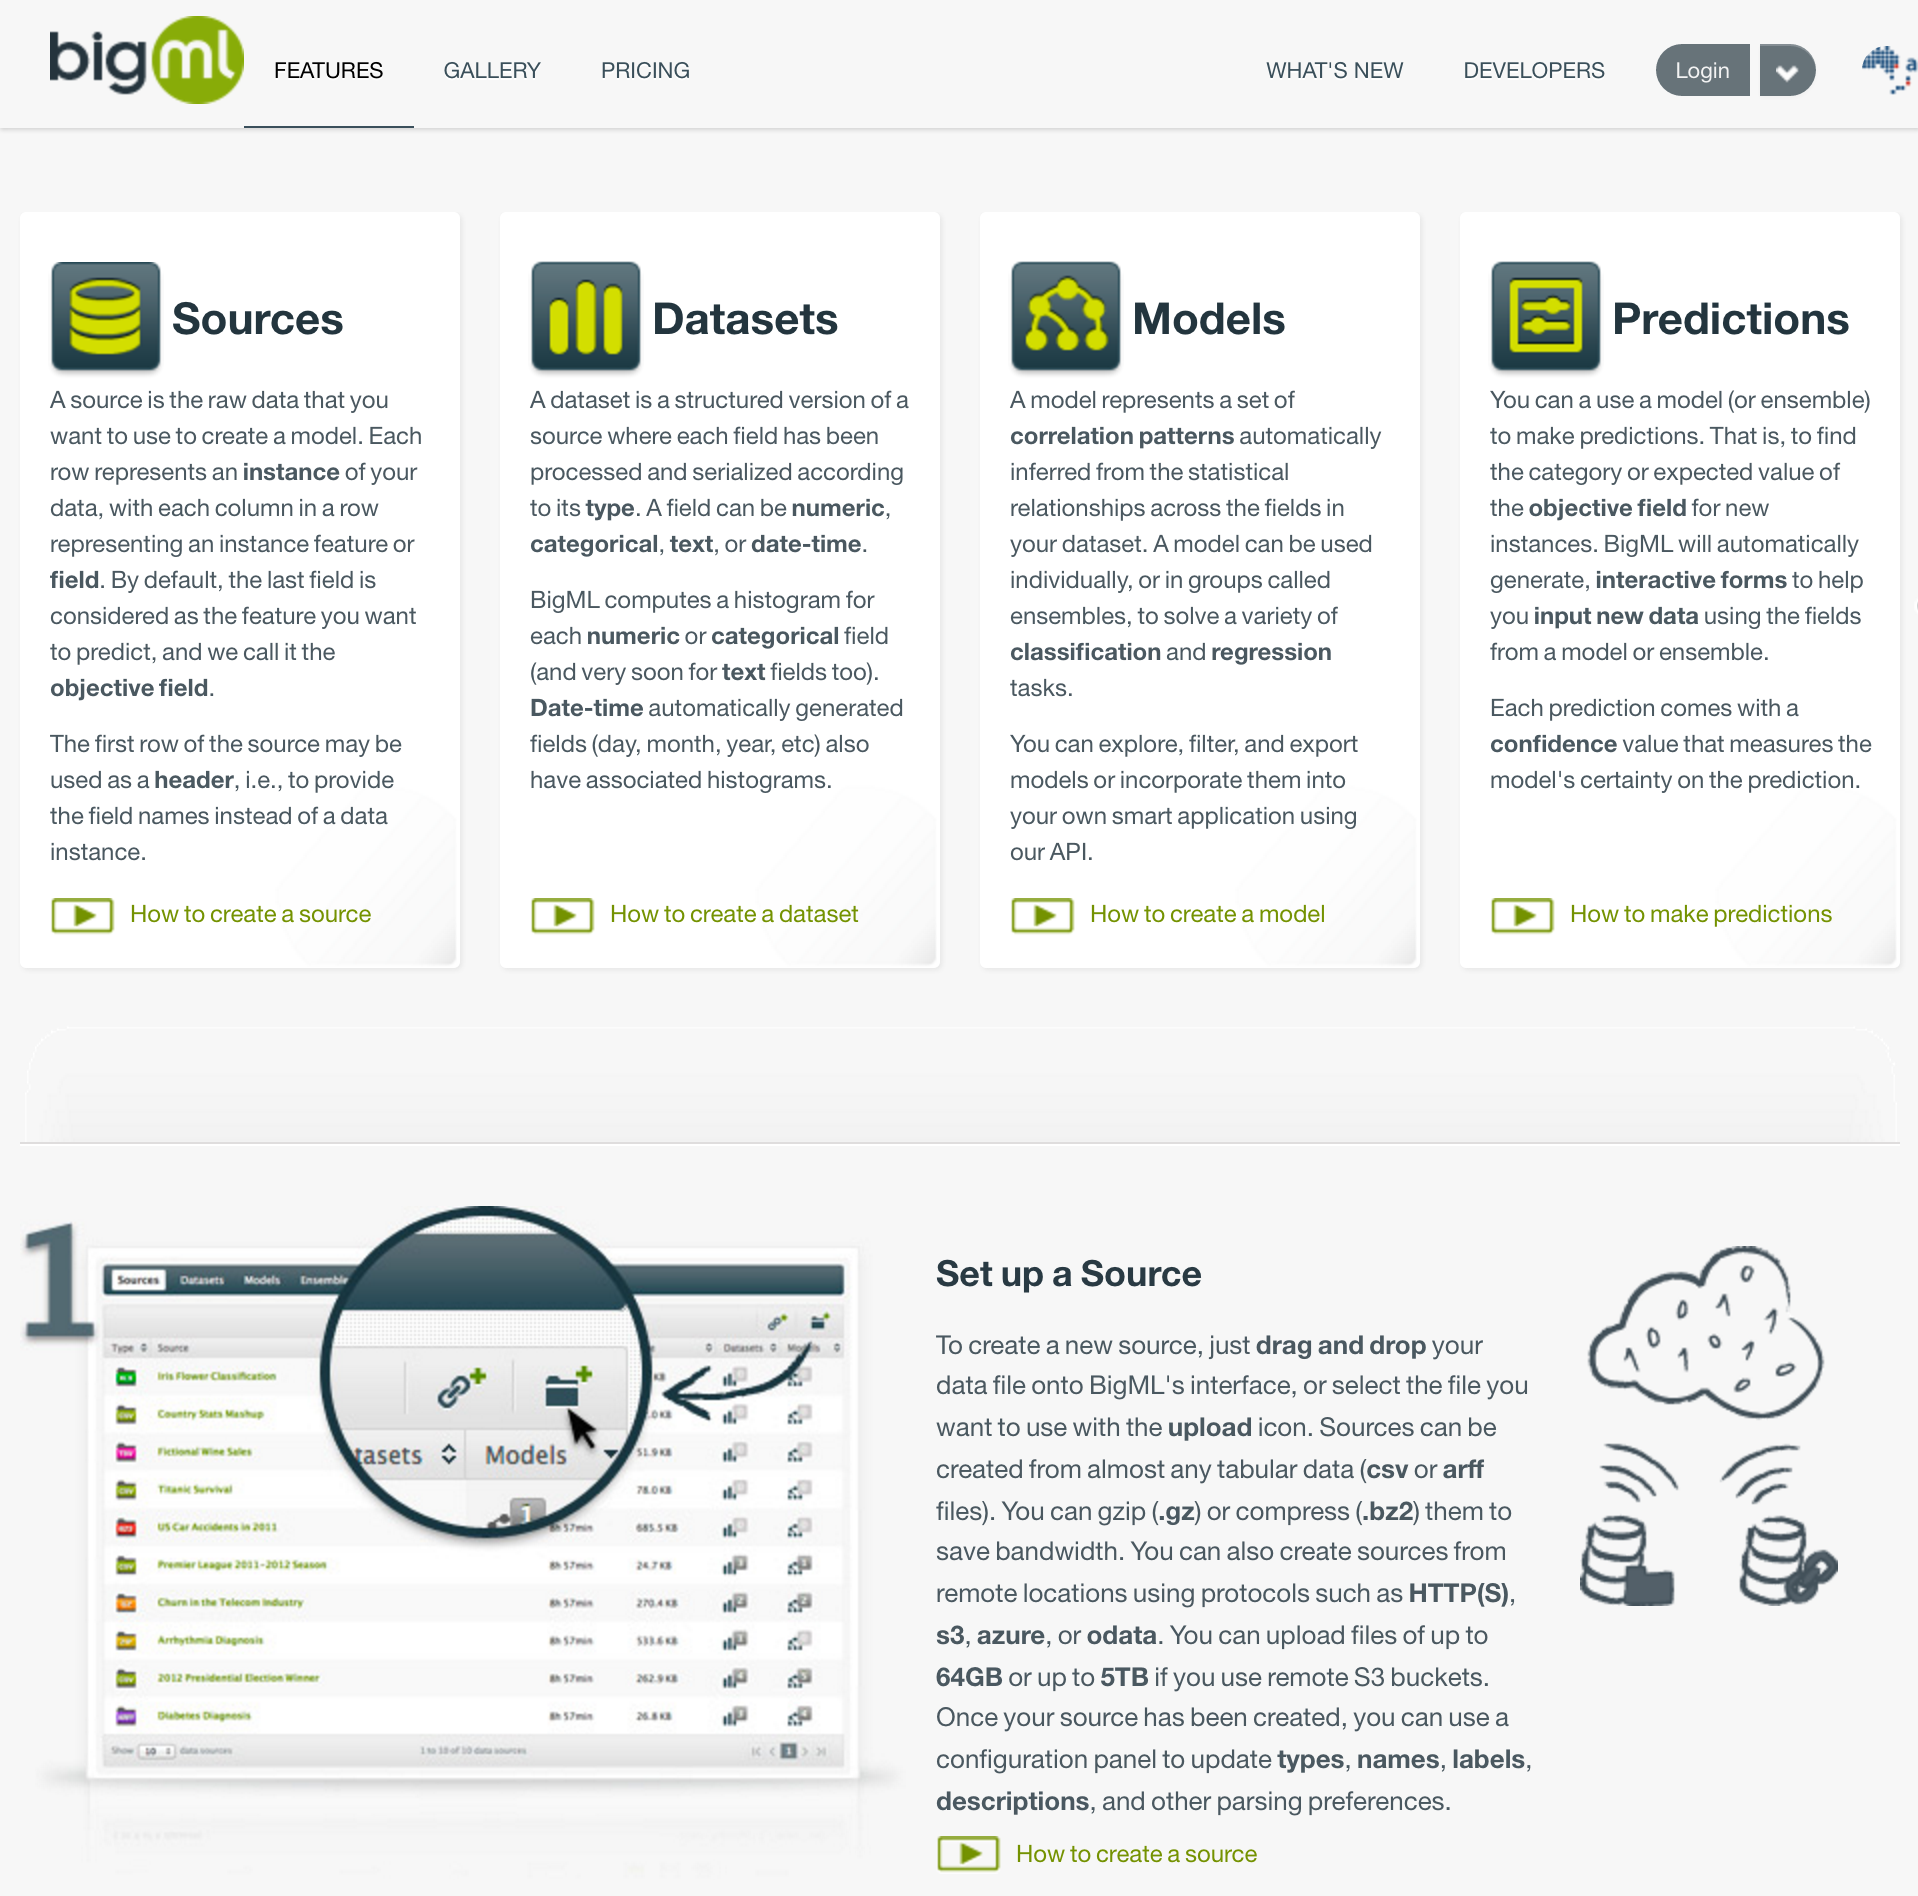 bigml FEATURES GALLERY PRICING WHAT'S NEW DEVELOPERS Login
Sources
A source is the raw data that you
want to use to create a model. Each
row represents an instance of your
data, with each column in a row
representing an instance feature or
field. By default, the last field is
considered as the feature you want
to predict, and we call it the
objective field.
The first row of the source may be
used as a header, i.e., to provide
the field names instead of a data
instance.
How to create a source
Datasets
A dataset is a structured version of a
source where each field has been
processed and serialized according
to its type. A field can be numeric,
categorical, text, or date-time.
BigML computes a histogram for
each numeric or categorical field
(and very soon for text fields too).
Date-time automatically generated
fields (day, month, year, etc) also
have associated histograms.
How to create a dataset
Models
A model represents a set of
correlation patterns automatically
inferred from the statistical
relationships across the fields in
your dataset. A model can be used
individually, or in groups called
ensembles, to solve a variety of
classification and regression
tasks.
You can explore, filter, and export
models or incorporate them into
your own smart application using
our API.
How to create a model
Predictions
You can a use a model (or ensemble)
to make predictions. That is, to find
the category or expected value of
the objective field for new
instances. BigML will automatically
generate, interactive forms to help
you input new data using the fields
from a model or ensemble.
Each prediction comes with a
confidence value that measures the
model's certainty on the prediction.
How to make predictions
1
Sources Datasets Models Ensemble
Type Source Datasets Models
Iris Flower Classification KB
Country Stats Mashup .0 KB
Fictional Wine Sales 51.9 KB
Titanic Survival 78.0 KB
US Car Accidents in 2011 8h 57min 685.5 KB
Premier League 2011-2012 Season 8h 57min 24.7 KB
Churn in the Telecom Industry 8h 57min 270.4 KB
Arrhythmia Diagnosis 8h 57min 533.6 KB
2012 Presidential Election Winner 8h 57min 262.9 KB
Diabetes Diagnosis 8h 57min 26.8 KB
Show 10 data sources 1 to 10 of 10 data sources 1
tasets Models
1
Set up a Source
To create a new source, just drag and drop your
data file onto BigML's interface, or select the file you
want to use with the upload icon. Sources can be
created from almost any tabular data (csv or arff
files). You can gzip (.gz) or compress (.bz2) them to
save bandwidth. You can also create sources from
remote locations using protocols such as HTTP(S),
s3, azure, or odata. You can upload files of up to
64GB or up to 5TB if you use remote S3 buckets.
Once your source has been created, you can use a
configuration panel to update types, names, labels,
descriptions, and other parsing preferences.
How to create a source